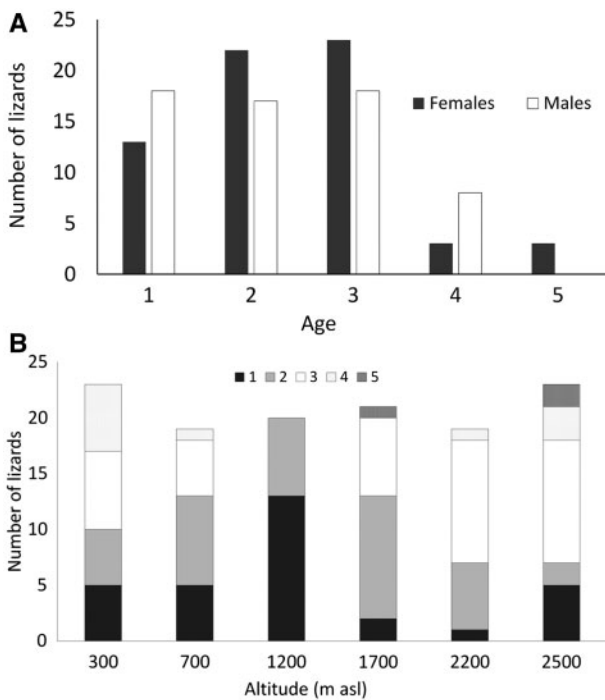 A
25
20
15
10
5
0
Number of lizards
Females Males
1 2 3 4 5
Age
B
25
20
15
10
5
0
Number of lizards
1 2 3 4 5
300 700 1200 1700 2200 2500
Altitude (m asl)